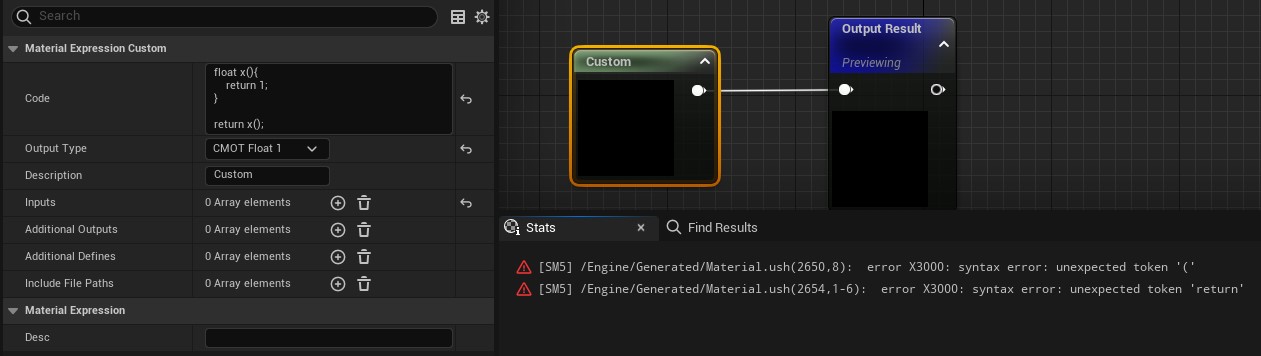 Search
Material Expression Custom
Code
float x(){
    return 1;
}
return x();
Output Type
CMOT Float 1
Description
Custom
Inputs
0 Array elements
Additional Outputs
0 Array elements
Additional Defines
0 Array elements
Include File Paths
0 Array elements
Material Expression
Desc
Custom
Output Result
Previewing
Stats
Find Results
[SM5] /Engine/Generated/Material.ush(2650,8):  error X3000: syntax error: unexpected token '('
[SM5] /Engine/Generated/Material.ush(2654,1-6):  error X3000: syntax error: unexpected token 'return'